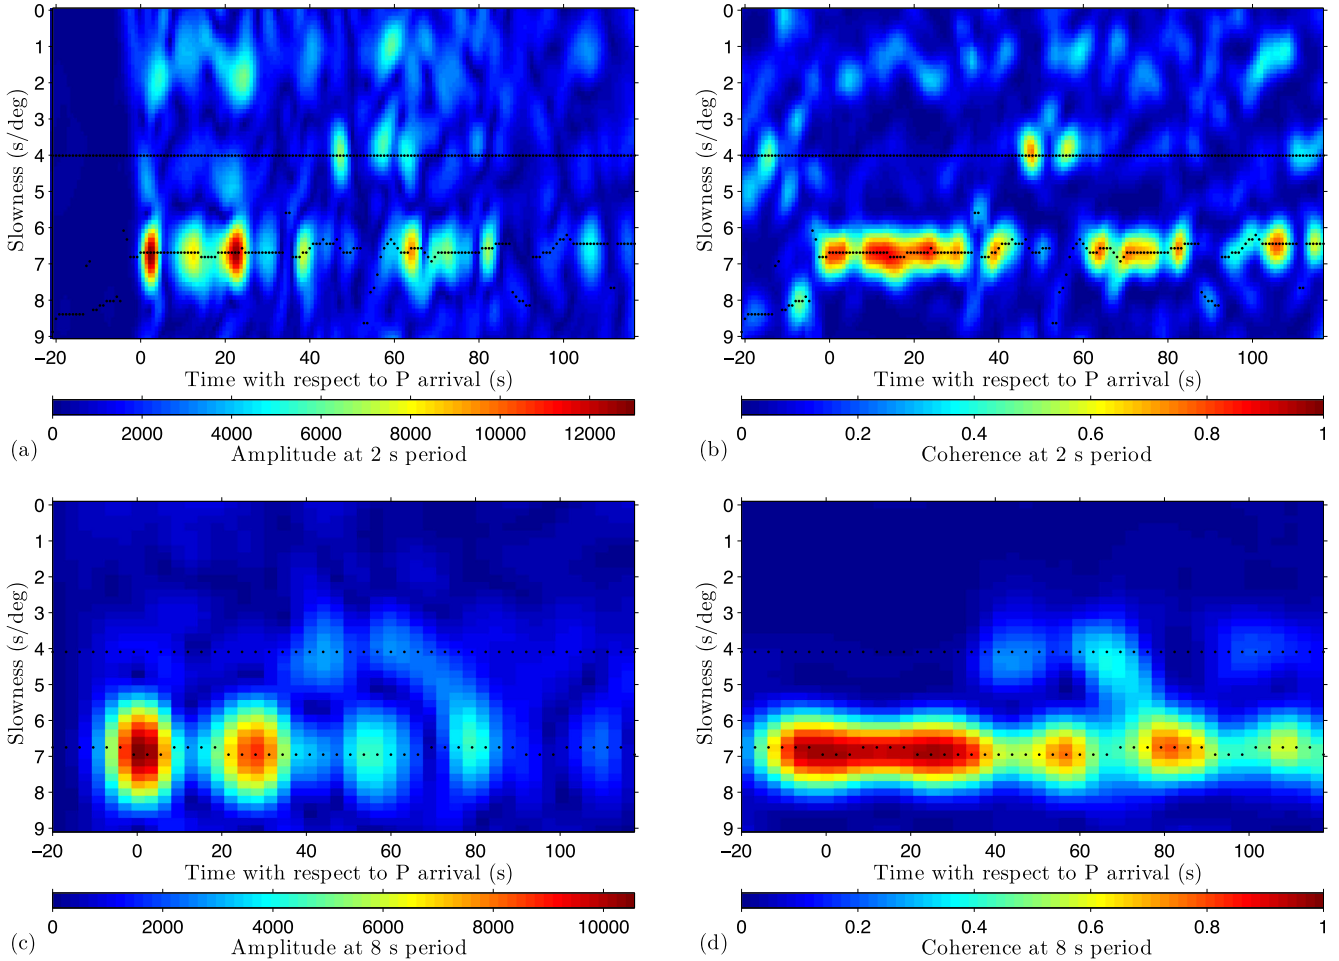 0
1
2
3
4
5
6
7
8
9
Slowness (s/deg)
−20 0 20 40 60 80 100
Time with respect to P arrival (s)
0 2000 4000 6000 8000 10000 12000
(a) Amplitude at 2 s period
0
1
2
3
4
5
6
7
8
9
Slowness (s/deg)
−20 0 20 40 60 80 100
Time with respect to P arrival (s)
0 0.2 0.4 0.6 0.8 1
(b) Coherence at 2 s period
0
1
2
3
4
5
6
7
8
9
Slowness (s/deg)
−20 0 20 40 60 80 100
Time with respect to P arrival (s)
0 2000 4000 6000 8000 10000
(c) Amplitude at 8 s period
0
1
2
3
4
5
6
7
8
9
Slowness (s/deg)
−20 0 20 40 60 80 100
Time with respect to P arrival (s)
0 0.2 0.4 0.6 0.8 1
(d) Coherence at 8 s period